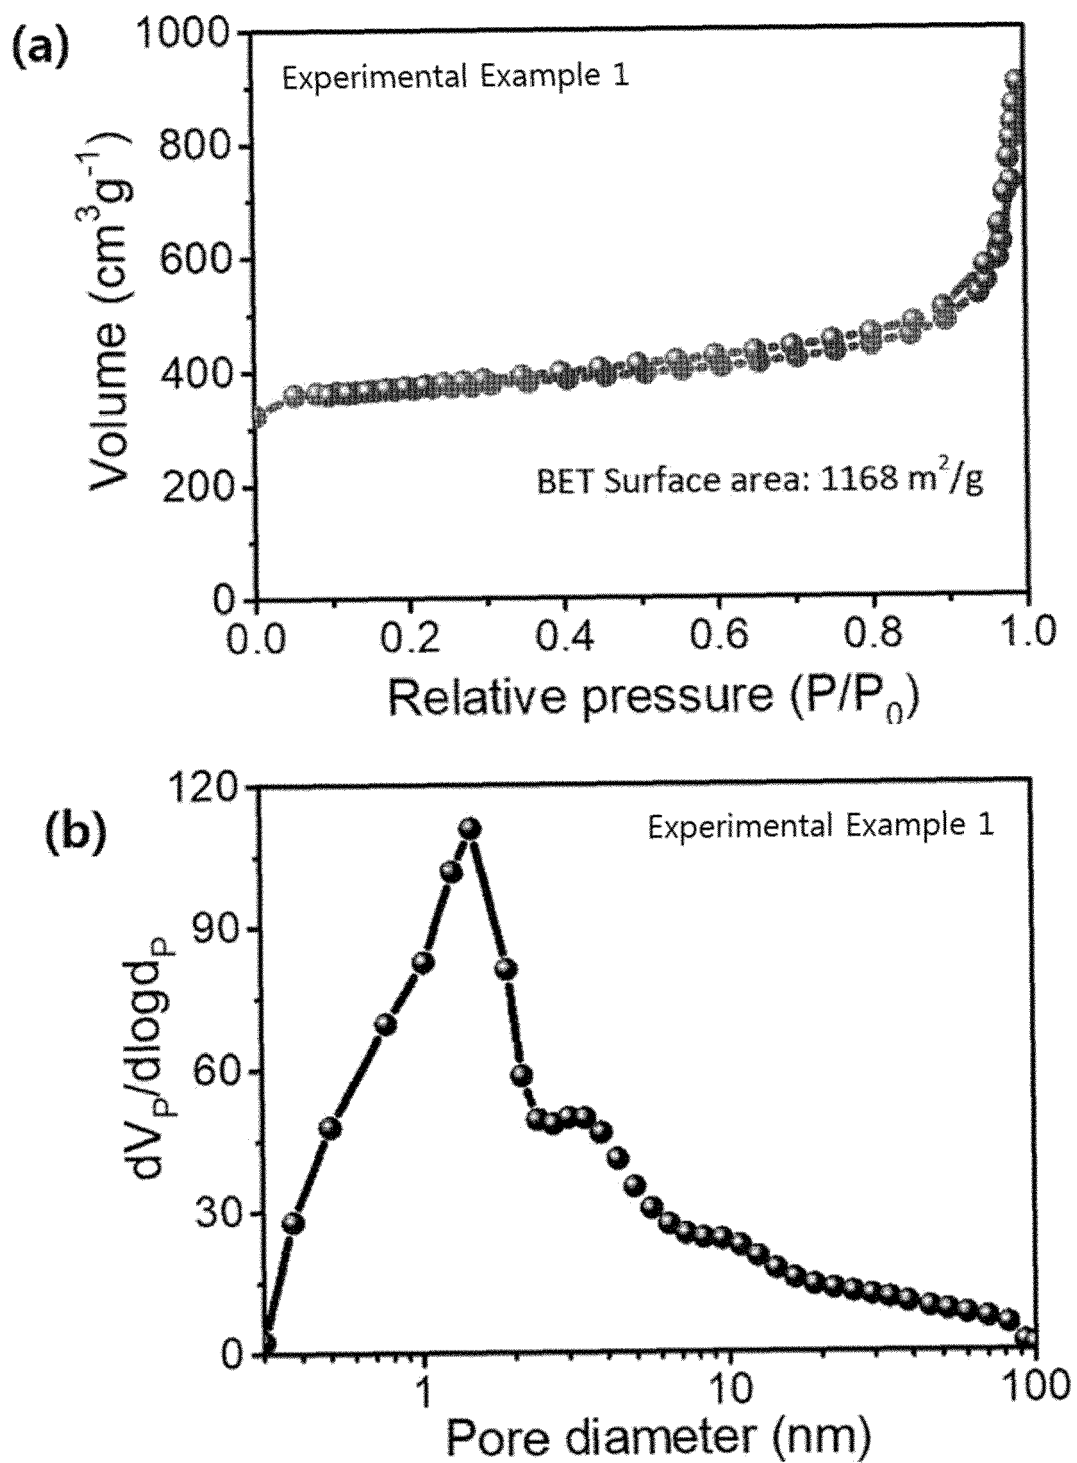 (a)
1000
800
600
400
200
0
Volume (cm³g⁻¹)
Experimental Example 1
BET Surface area: 1168 m²/g
0.0 0.2 0.4 0.6 0.8 1.0
Relative pressure (P/P₀)
(b)
120
90
60
30
0
dVₚ/dlogdₚ
Experimental Example 1
1 10 100
Pore diameter (nm)